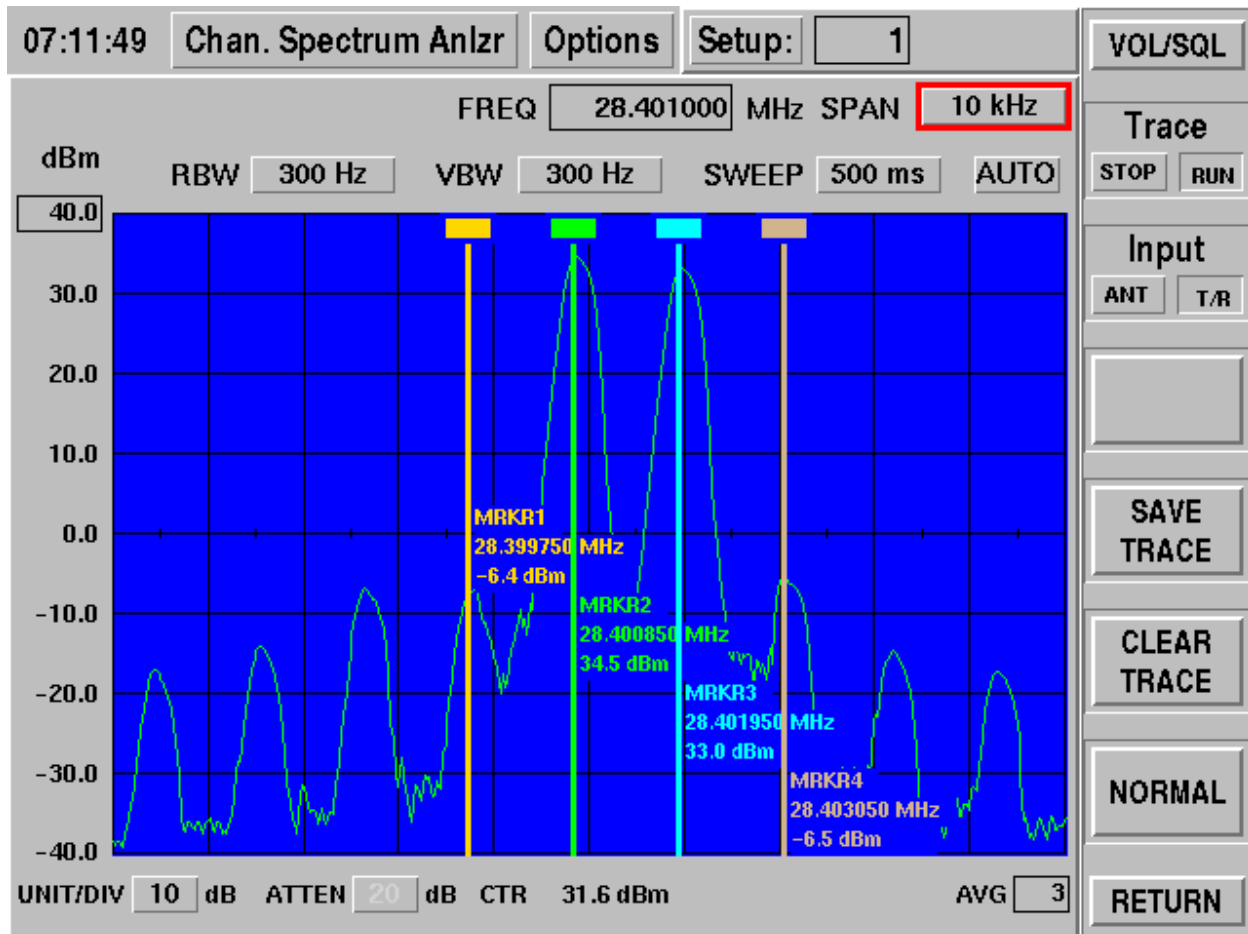 07:11:49 Chan. Spectrum Anlzr Options Setup: 1
FREQ 28.401000 MHz SPAN 10 kHz
dBm
RBW 300 Hz VBW 300 Hz SWEEP 500 ms AUTO
40.0
30.0
20.0
10.0
0.0
-10.0
-20.0
-30.0
-40.0
MRKR1
28.399750 MHz
-6.4 dBm
MRKR2
28.400850 MHz
34.5 dBm
MRKR3
28.401950 MHz
33.0 dBm
MRKR4
28.403050 MHz
-6.5 dBm
UNIT/DIV 10 dB ATTEN 20 dB CTR 31.6 dBm AVG 3
VOL/SQL
Trace
STOP RUN
Input
ANT T/R
SAVE
TRACE
CLEAR
TRACE
NORMAL
RETURN